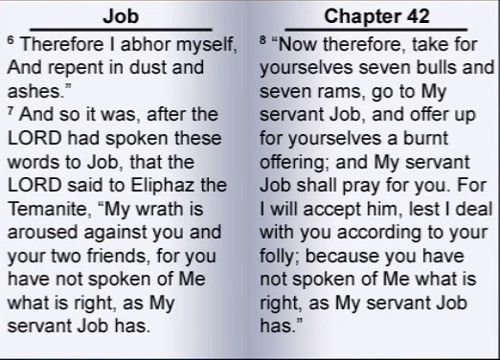 Job
⁶ Therefore I abhor myself,
And repent in dust and
ashes.”
⁷ And so it was, after the
LORD had spoken these
words to Job, that the
LORD said to Eliphaz the
Temanite, “My wrath is
aroused against you and
your two friends, for you
have not spoken of Me
what is right, as My
servant Job has.
Chapter 42
⁸ “Now therefore, take for
yourselves seven bulls and
seven rams, go to My
servant Job, and offer up
for yourselves a burnt
offering; and My servant
Job shall pray for you. For
I will accept him, lest I deal
with you according to your
folly; because you have
not spoken of Me what is
right, as My servant Job
has.”